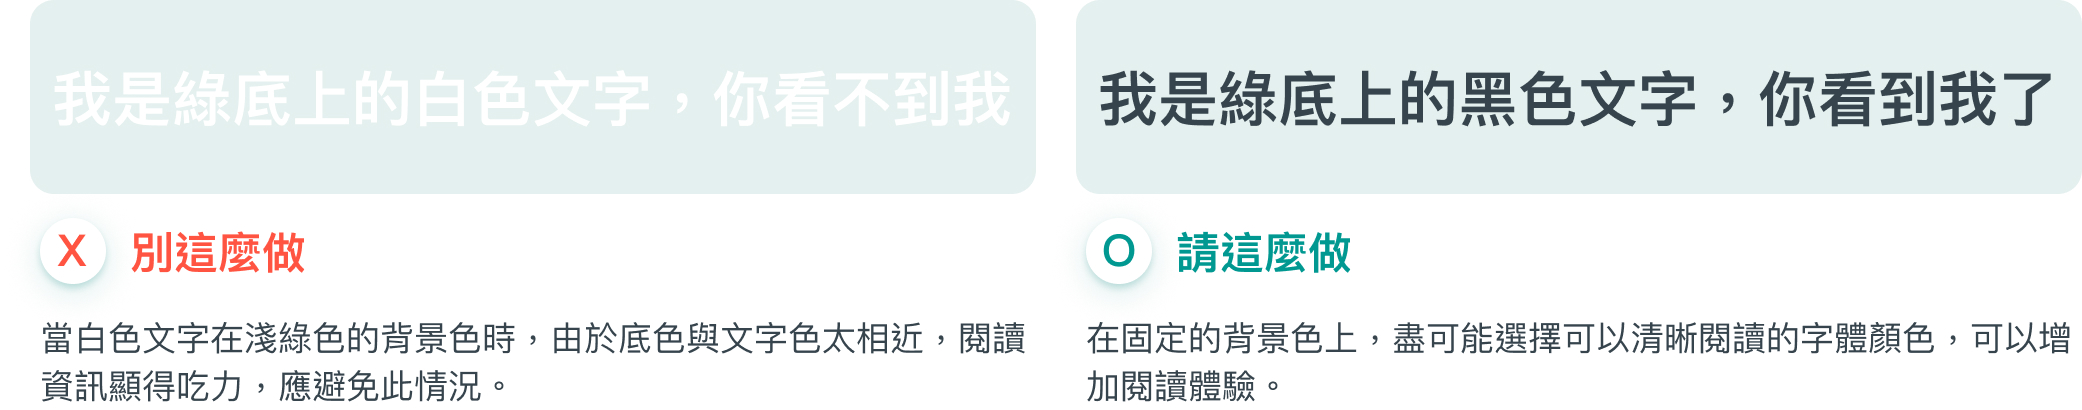 我是綠底上的白色文字，你看不到我
X 別這麼做
當白色文字在淺綠色的背景色時，由於底色與文字色太相近，閱讀
資訊顯得吃力，應避免此情況。
我是綠底上的黑色文字，你看到我了
O 請這麼做
在固定的背景色上，盡可能選擇可以清晰閱讀的字體顏色，可以增
加閱讀體驗。